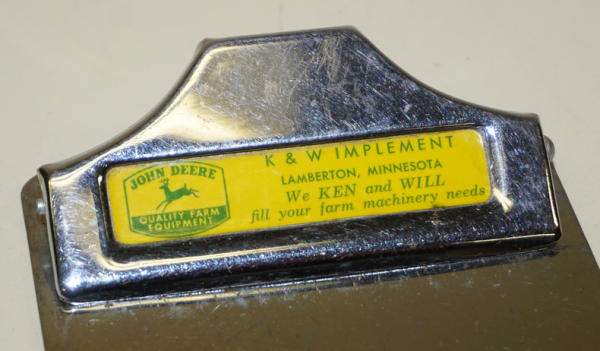 JOHN DEERE
QUALITY FARM
EQUIPMENT
K & W IMPLEMENT
LAMBERTON, MINNESOTA
We KEN and WILL
fill your farm machinery needs